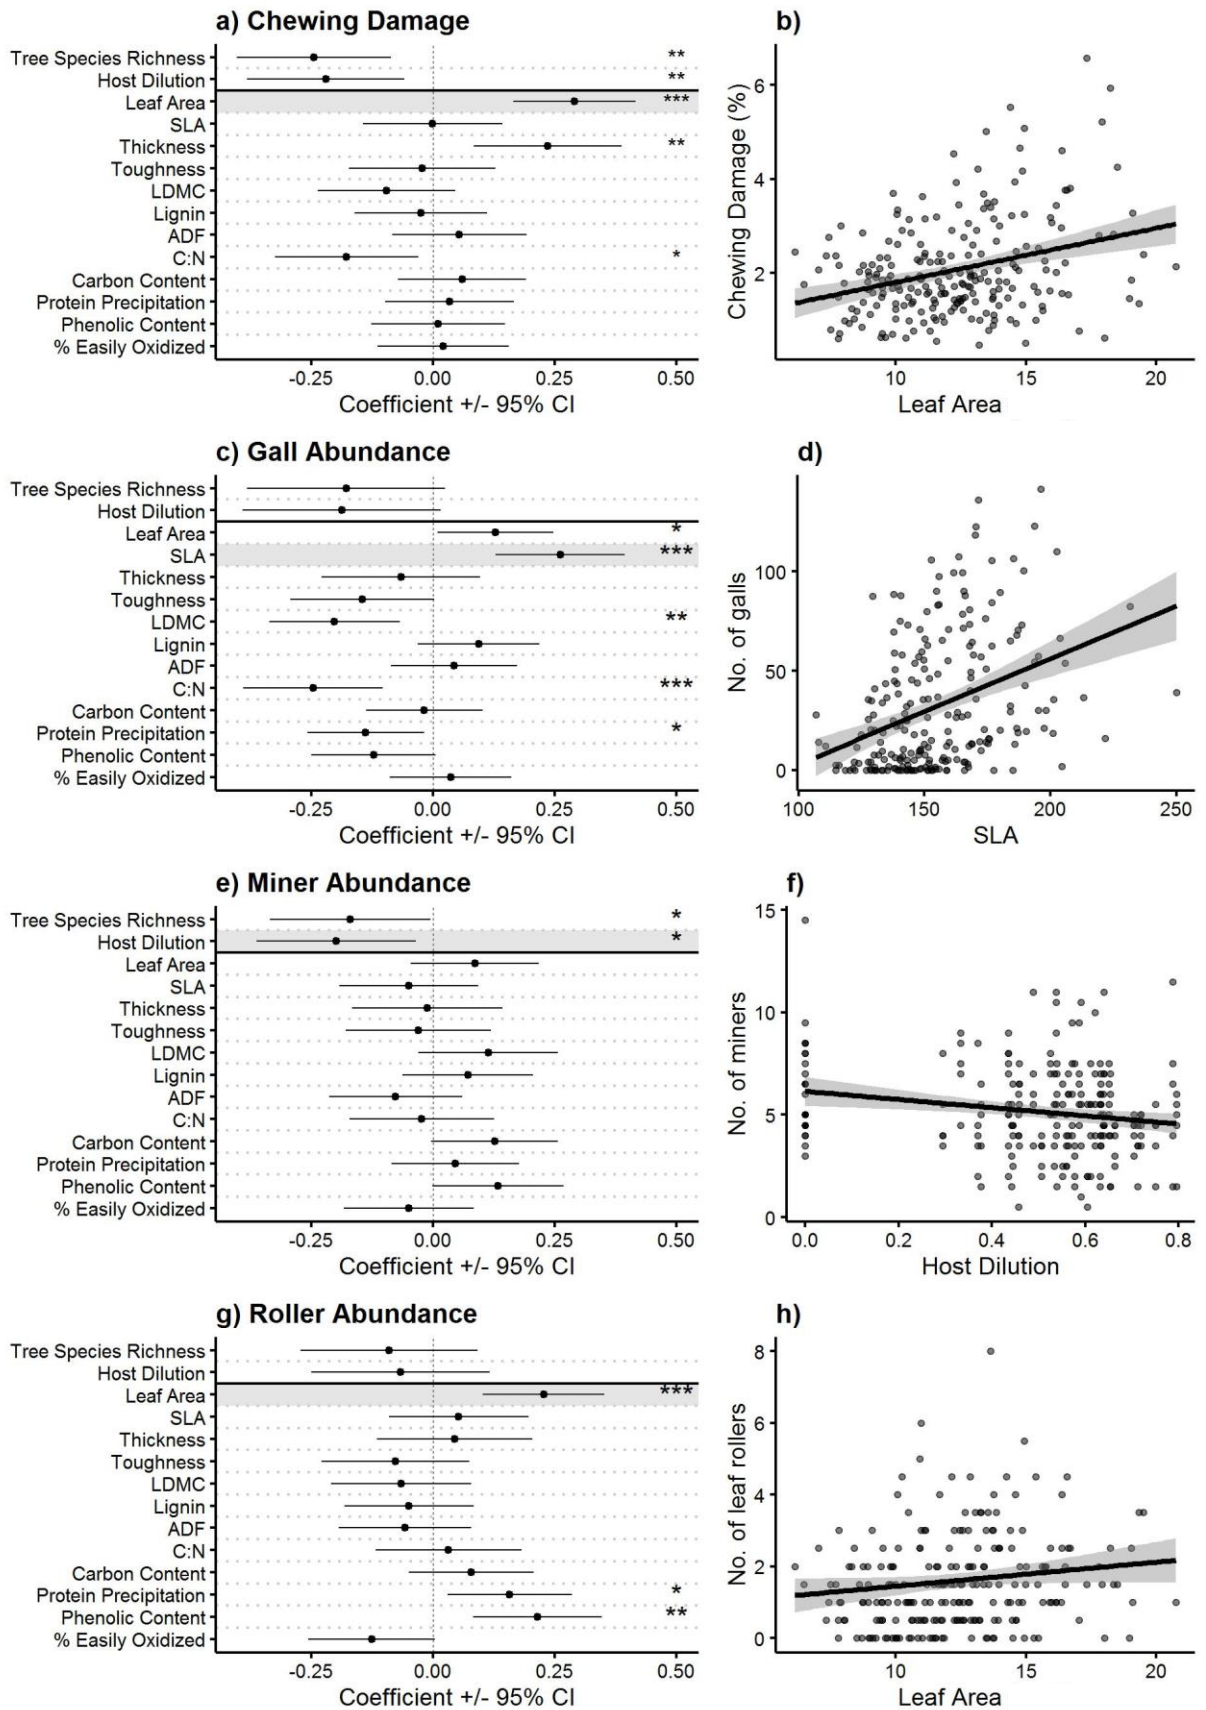 a) Chewing Damage
Tree Species Richness **
Host Dilution **
Leaf Area ***
SLA
Thickness **
Toughness
LDMC
Lignin
ADF
C:N *
Carbon Content
Protein Precipitation
Phenolic Content
% Easily Oxidized
-0.25 0.00 0.25 0.50
Coefficient +/- 95% CI
b)
Chewing Damage (%)
6
4
2
10 15 20
Leaf Area
c) Gall Abundance
Tree Species Richness
Host Dilution
Leaf Area *
SLA ***
Thickness
Toughness
LDMC **
Lignin
ADF
C:N ***
Carbon Content
Protein Precipitation *
Phenolic Content
% Easily Oxidized
-0.25 0.00 0.25 0.50
Coefficient +/- 95% CI
d)
No. of galls
100
50
0
100 150 200 250
SLA
e) Miner Abundance
Tree Species Richness *
Host Dilution *
Leaf Area
SLA
Thickness
Toughness
LDMC
Lignin
ADF
C:N
Carbon Content
Protein Precipitation
Phenolic Content
% Easily Oxidized
-0.25 0.00 0.25 0.50
Coefficient +/- 95% CI
f)
No. of miners
15
10
5
0
0.0 0.2 0.4 0.6 0.8
Host Dilution
g) Roller Abundance
Tree Species Richness
Host Dilution
Leaf Area ***
SLA
Thickness
Toughness
LDMC
Lignin
ADF
C:N
Carbon Content
Protein Precipitation *
Phenolic Content **
% Easily Oxidized
-0.25 0.00 0.25 0.50
Coefficient +/- 95% CI
h)
No. of leaf rollers
8
6
4
2
0
10 15 20
Leaf Area